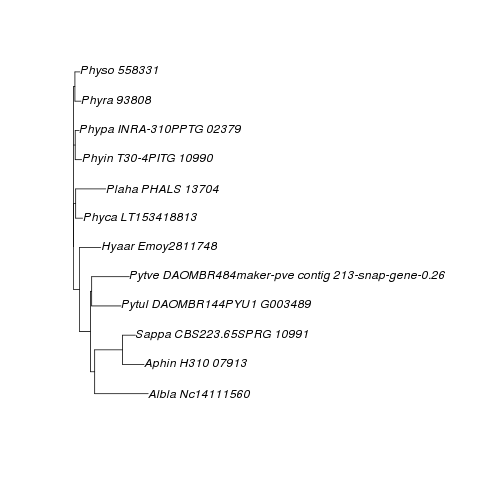 Physo 558331
Phyra 93808
Phypa INRA-310PPTG 02379
Phyin T30-4PITG 10990
Plaha PHALS 13704
Phyca LT153418813
Hyaar Emoy2811748
Pytve DAOMBR484maker-pve contig 213-snap-gene-0.26
Pytul DAOMBR144PYU1 G003489
Sappa CBS223.65SPRG 10991
Aphin H310 07913
Albla Nc14111560